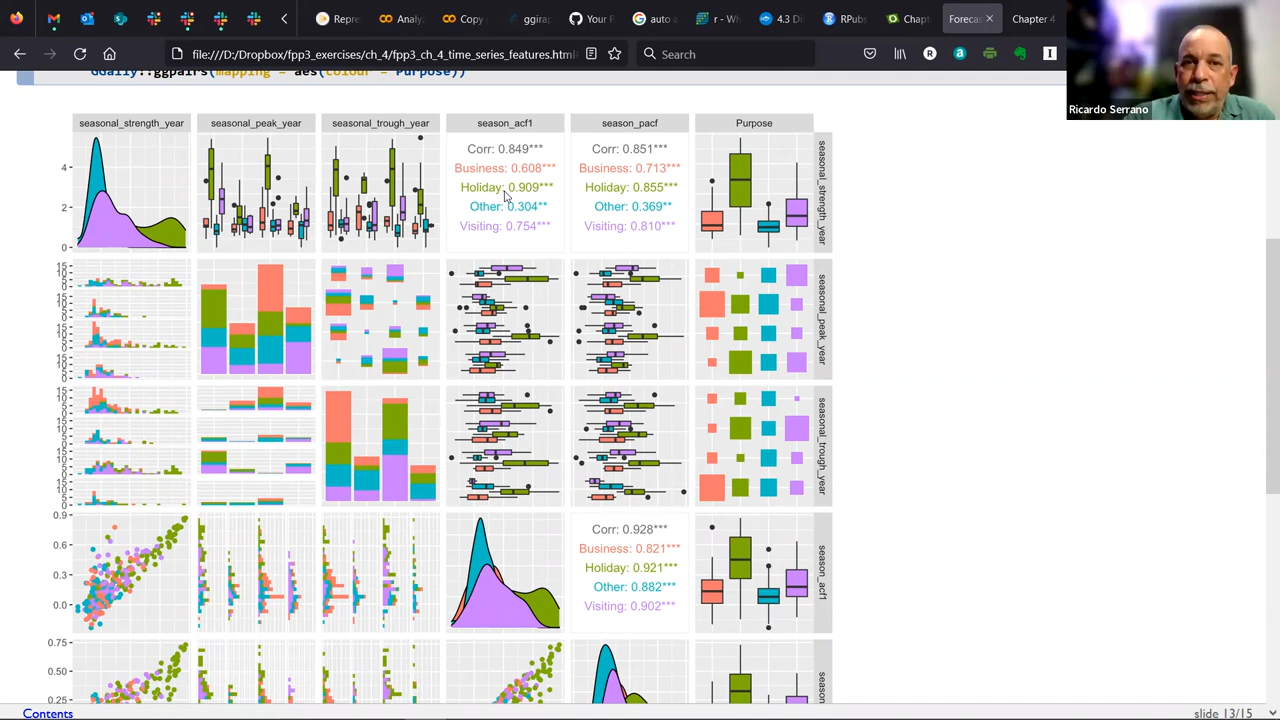 Repre
Analy
Copy
ggirap
Your R
auto a
r - Wh
4.3 Di
Chapt
Forecas
Chapter 4
file:///D:/Dropbox/fpp3_exercises/ch_4/fpp3_ch_4_time_series_features.html
Search
Ricardo Serrano
GGally::ggpairs(mapping = aes(colour = Purpose))
seasonal_strength_year
seasonal_peak_year
season_acf1
season_pacf
Purpose
Corr: 0.849***
Business: 0.608***
Holiday: 0.909***
Other: 0.304**
Visiting: 0.754***
Corr: 0.851***
Business: 0.713***
Holiday: 0.855***
Other: 0.369**
Visiting: 0.810***
4
2
0
seasonal_strength_year
seasonal_peak_year
seasonal_trough_year
Corr: 0.928***
Business: 0.821***
Holiday: 0.921***
Other: 0.882***
Visiting: 0.902***
0.9
0.6
0.3
0.0
season_acf1
0.75
0.50
0.25
Contents
slide 13/15